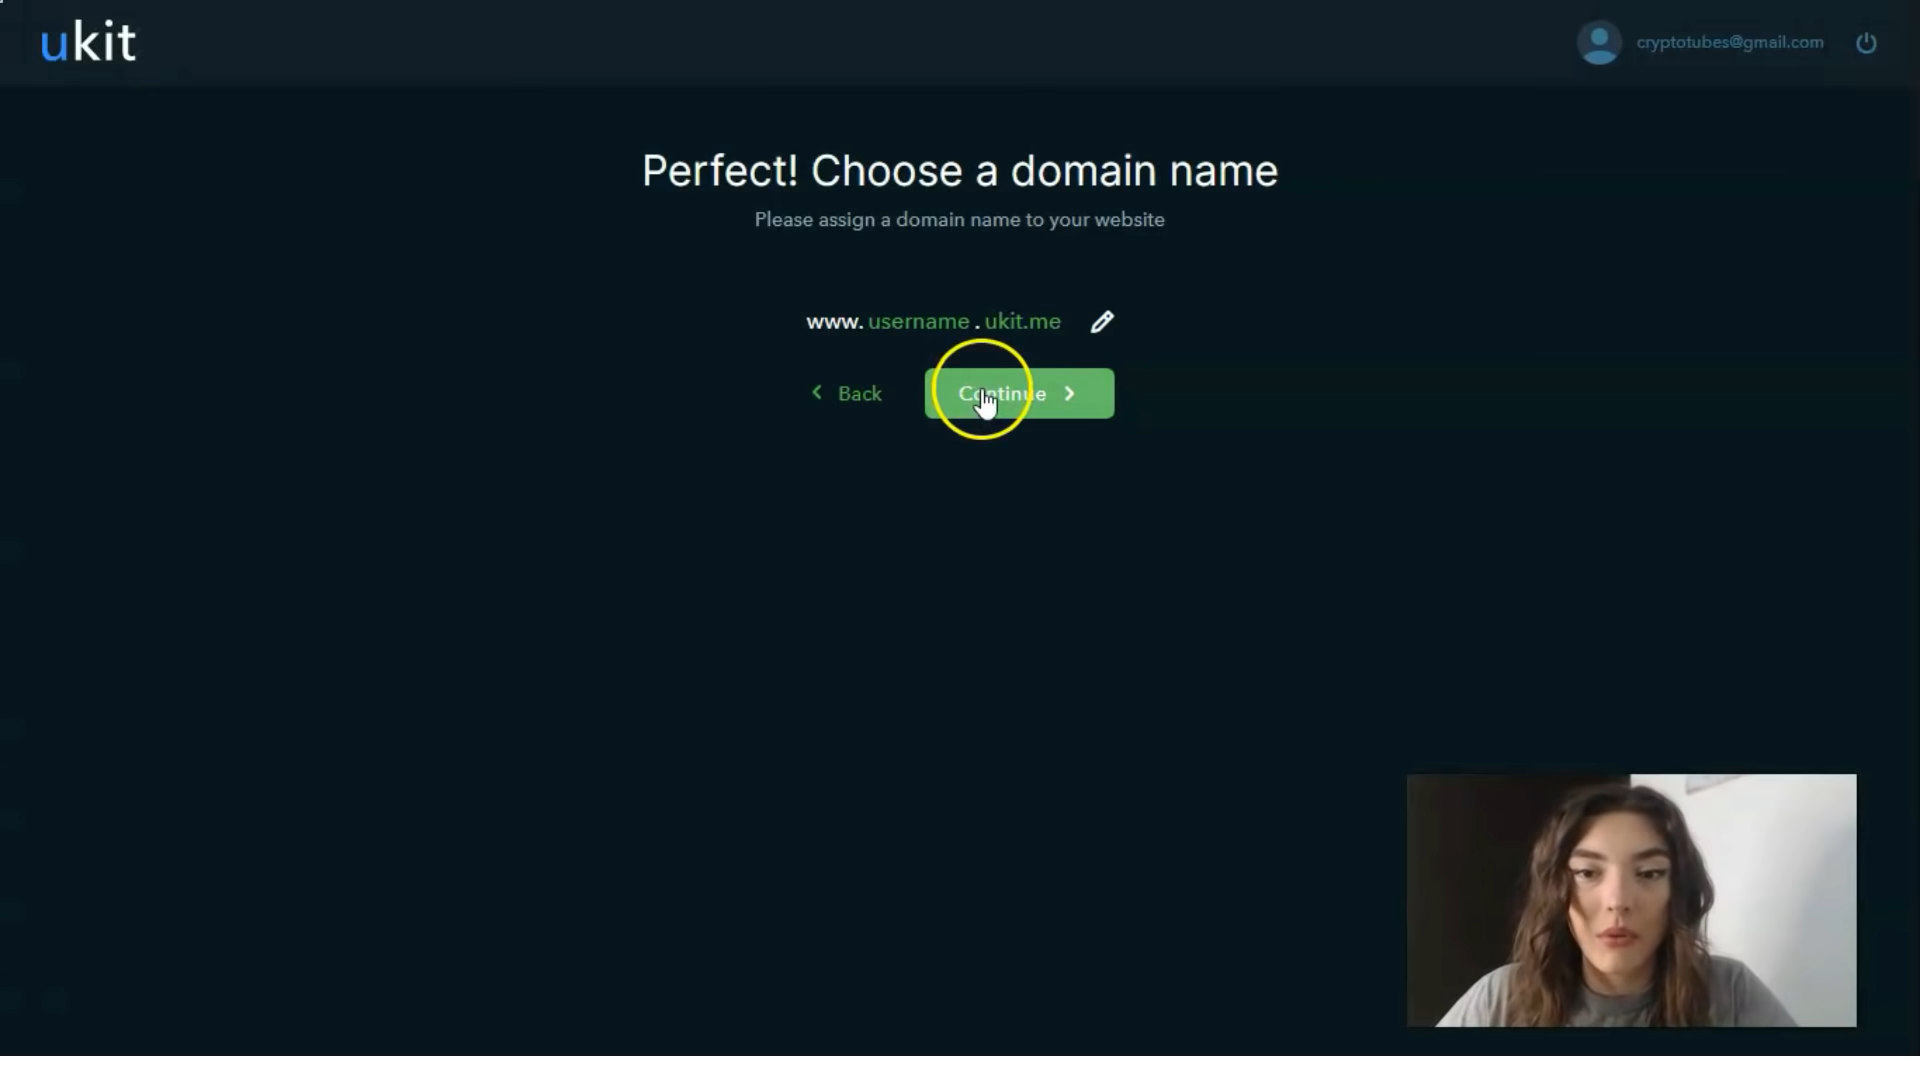 ukit
cryptotubes@gmail.com
Perfect! Choose a domain name
Please assign a domain name to your website
www. username . ukit.me
Back
Continue